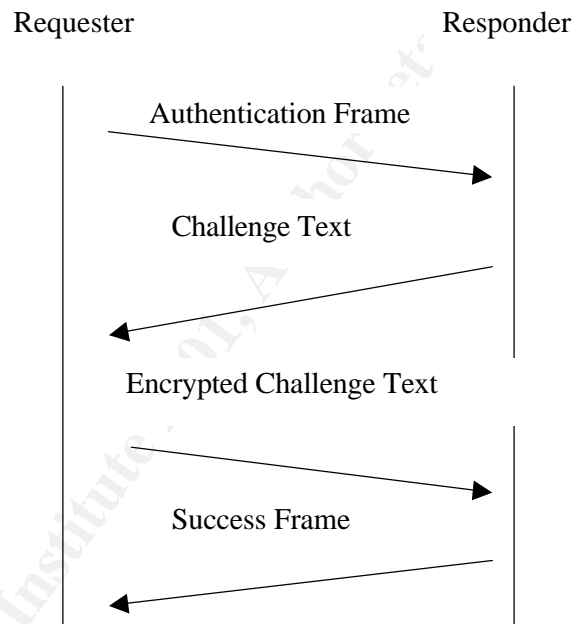 Requester Responder
Authentication Frame
Challenge Text
Encrypted Challenge Text
Success Frame